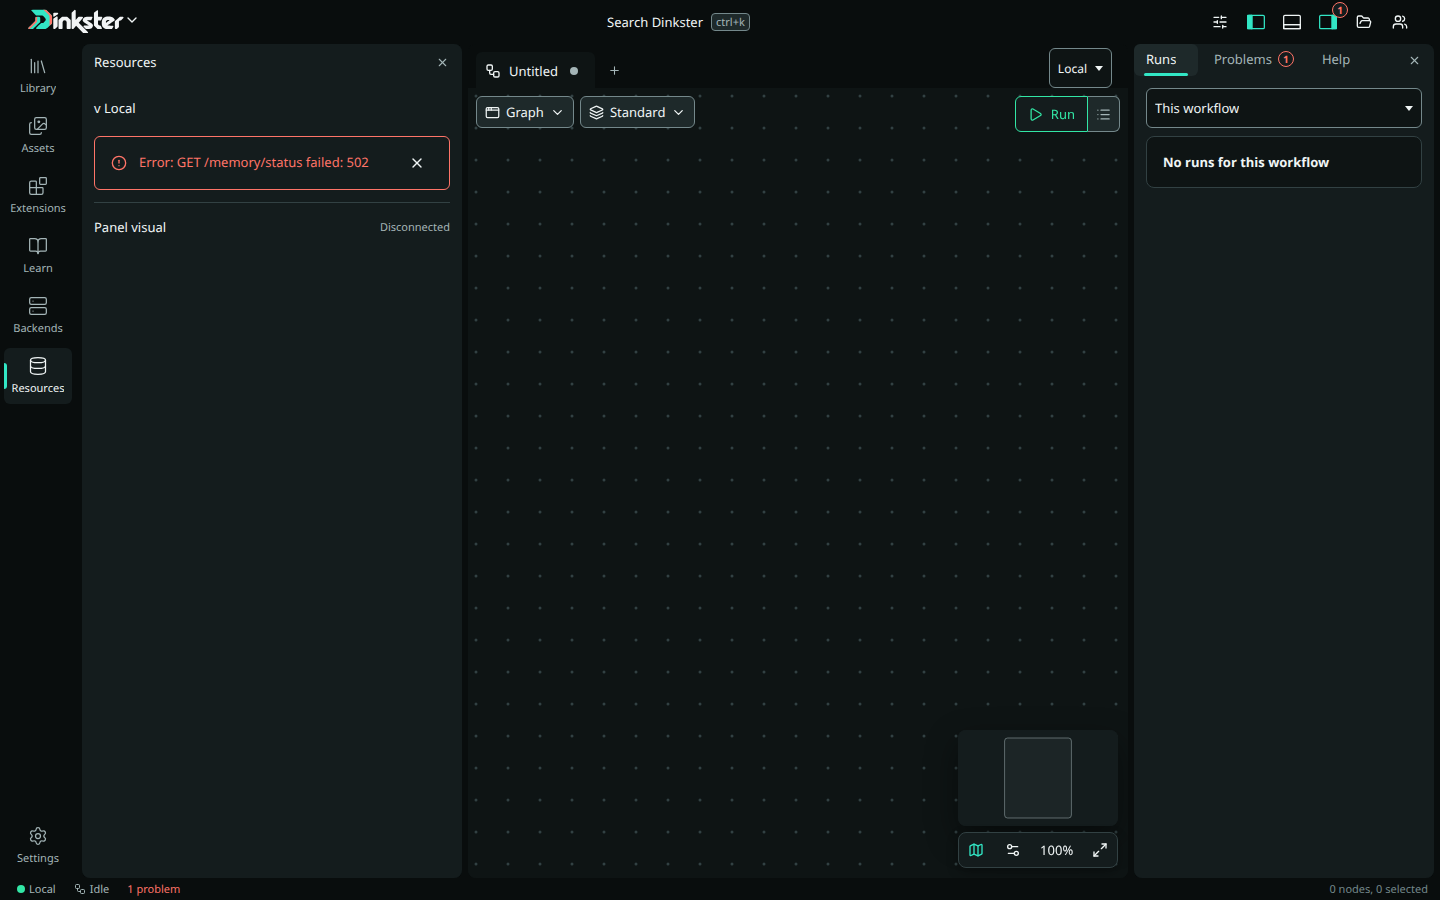 Dinkster
Search Dinkster ctrl+k
1
Library
Assets
Extensions
Learn
Backends
Resources
Settings
Resources
v Local
Error: GET /memory/status failed: 502
Panel visual Disconnected
Untitled
Local
Graph
Standard
Run
100%
Runs Problems 1 Help
This workflow
No runs for this workflow
Local Idle 1 problem
0 nodes, 0 selected